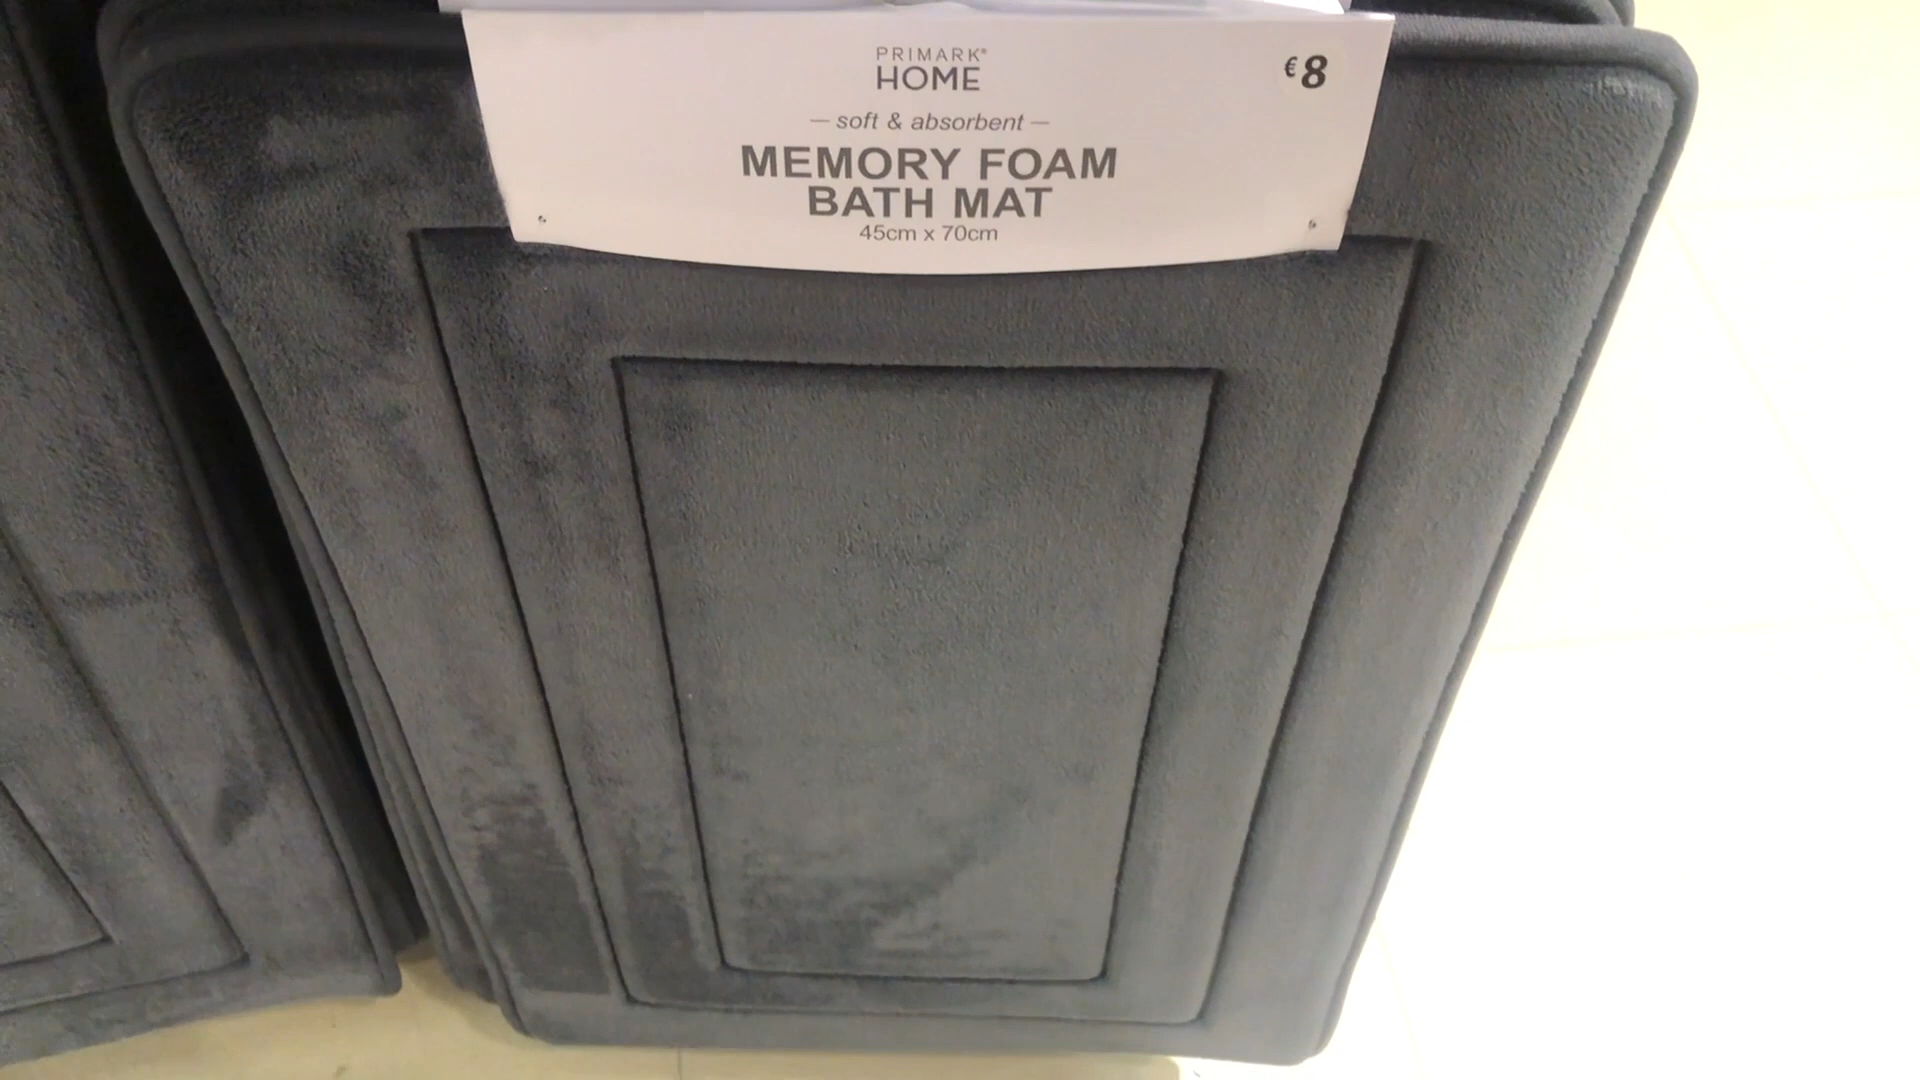 PRIMARK®
HOME
€8
— soft & absorbent —
MEMORY FOAM
BATH MAT
45cm x 70cm